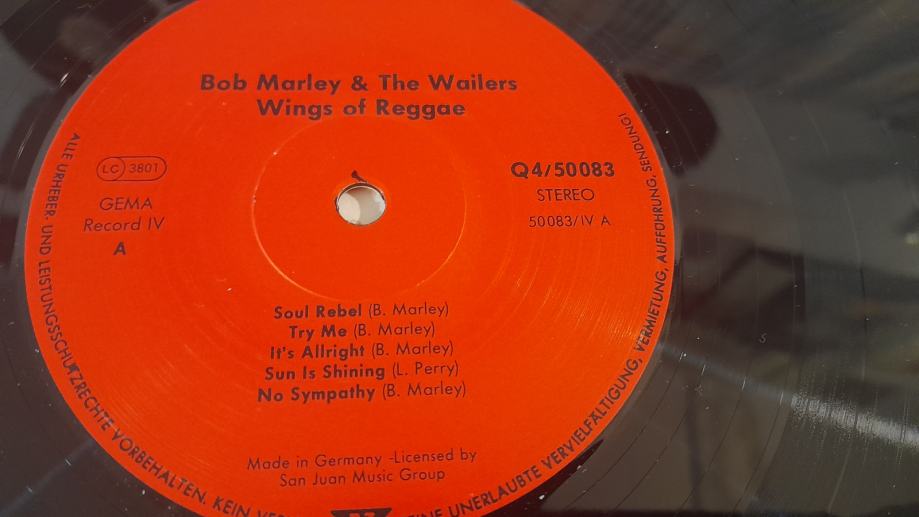 Bob Marley & The Wailers
Wings of Reggae
LC 3801
GEMA
Record IV
A
Q4/50083
STEREO
50083/IV A
Soul Rebel (B. Marley)
Try Me (B. Marley)
It's Allright (B. Marley)
Sun Is Shining (L. Perry)
No Sympathy (B. Marley)
Made in Germany -Licensed by
San Juan Music Group
ALLE URHEBER- UND LEISTUNGSSCHUTZRECHTE VORBEHALTEN. KEIN
UNERLAUBTE VERVIELFÄLTIGUNG, VERMIETUNG, AUFFÜHRUNG, SENDUNG!